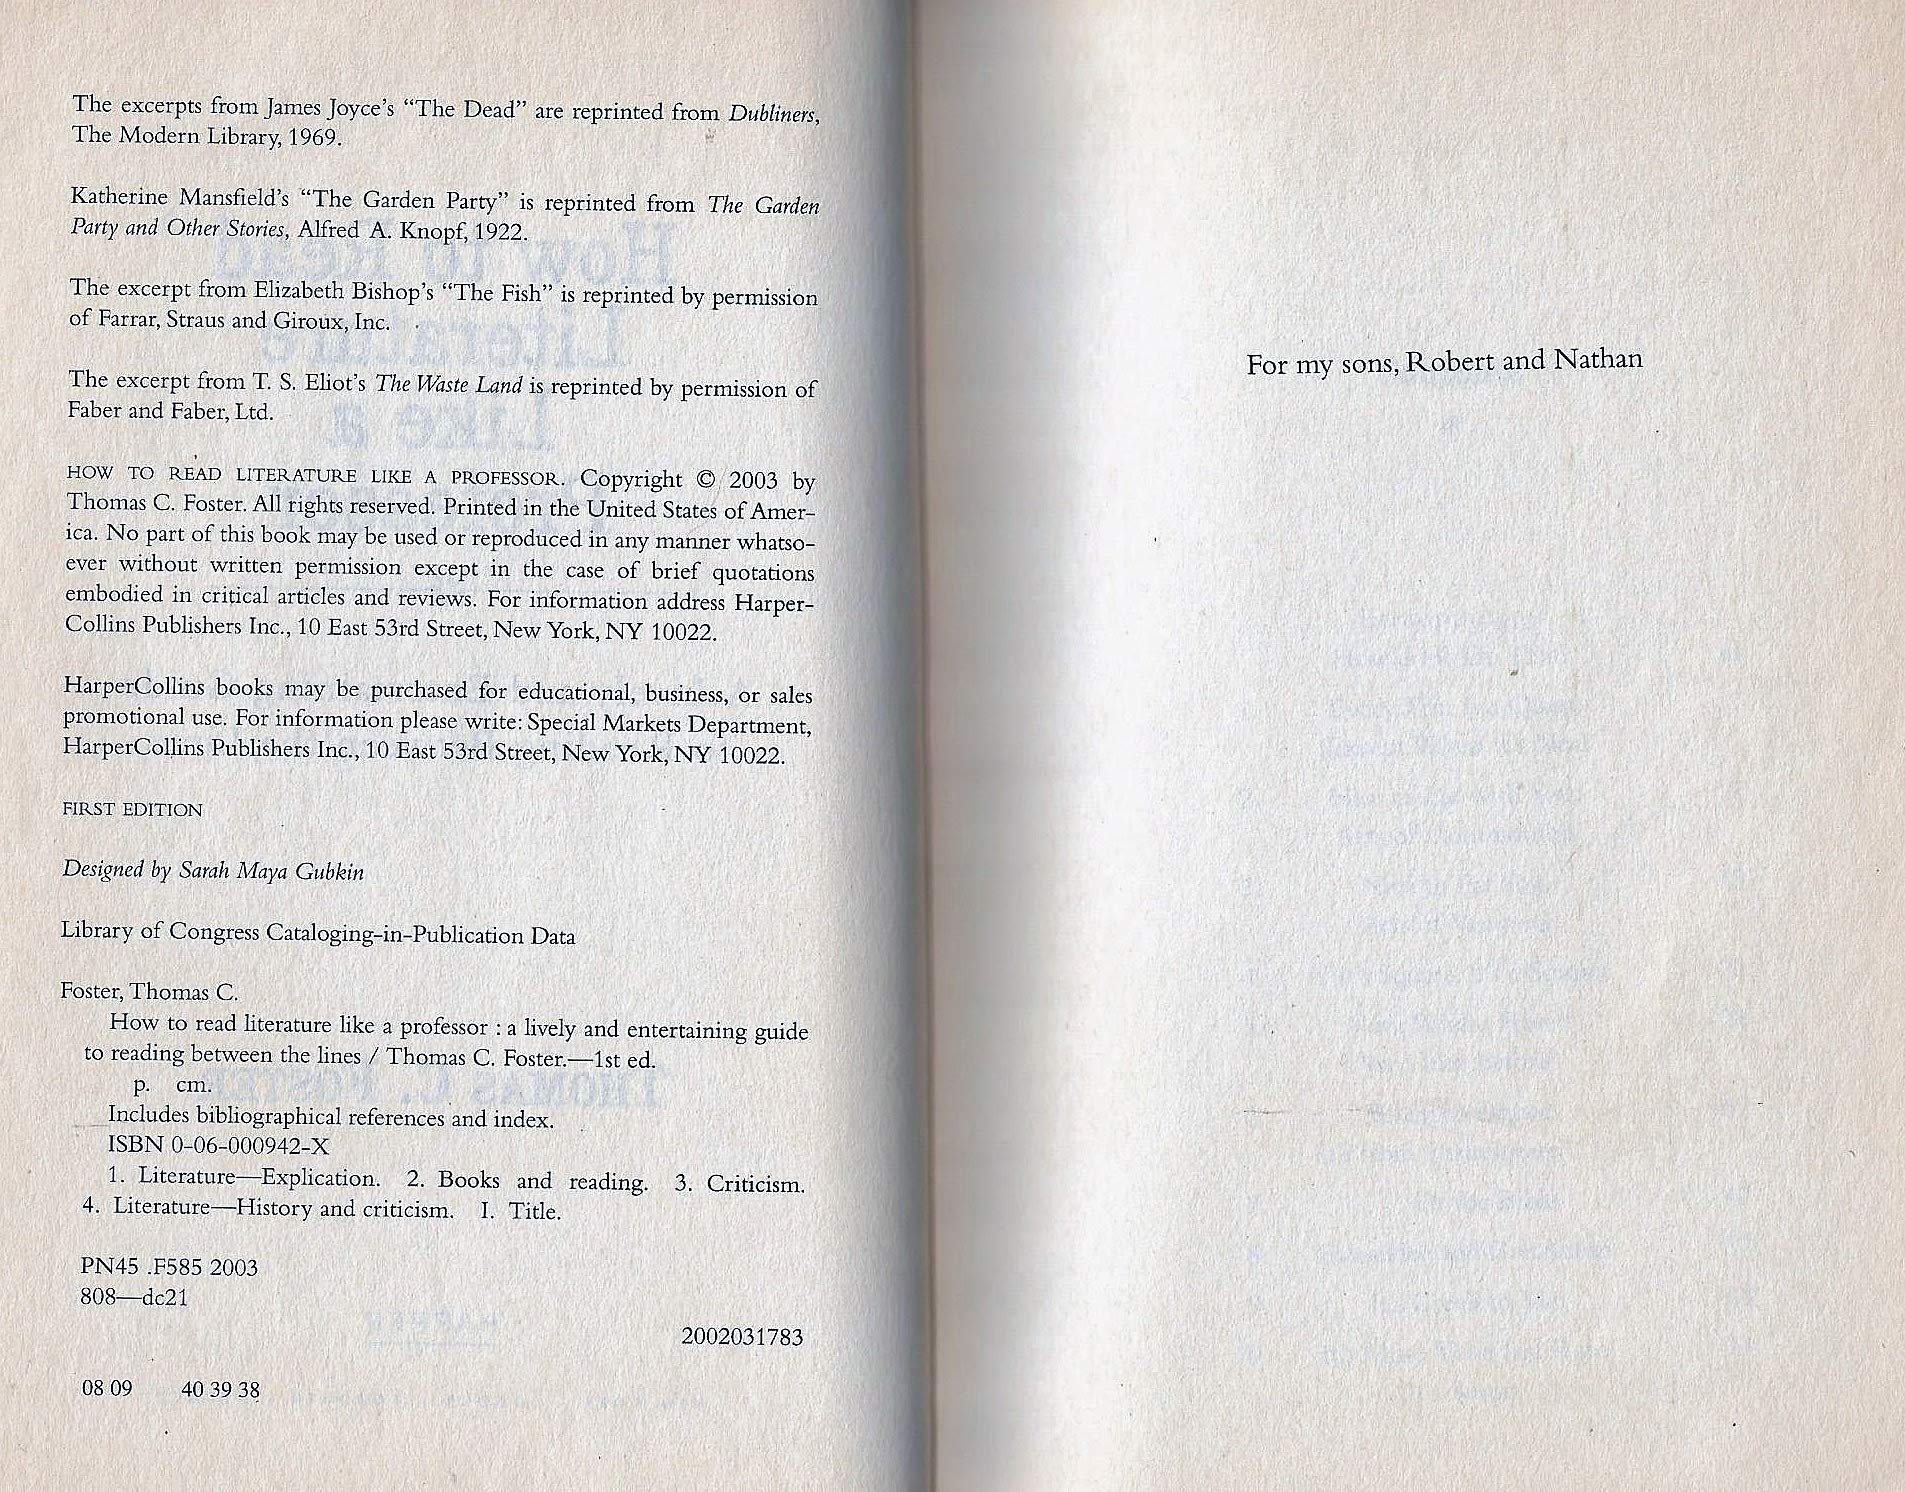 The excerpts from James Joyce's “The Dead” are reprinted from Dubliners,
The Modern Library, 1969.
Katherine Mansfield's “The Garden Party” is reprinted from The Garden
Party and Other Stories, Alfred A. Knopf, 1922.
The excerpt from Elizabeth Bishop's “The Fish” is reprinted by permission
of Farrar, Straus and Giroux, Inc.
The excerpt from T. S. Eliot's The Waste Land is reprinted by permission of
Faber and Faber, Ltd.
HOW TO READ LITERATURE LIKE A PROFESSOR. Copyright © 2003 by
Thomas C. Foster. All rights reserved. Printed in the United States of Amer-
ica. No part of this book may be used or reproduced in any manner whatso-
ever without written permission except in the case of brief quotations
embodied in critical articles and reviews. For information address Harper-
Collins Publishers Inc., 10 East 53rd Street, New York, NY 10022.
HarperCollins books may be purchased for educational, business, or sales
promotional use. For information please write: Special Markets Department,
HarperCollins Publishers Inc., 10 East 53rd Street, New York, NY 10022.
FIRST EDITION
Designed by Sarah Maya Gubkin
Library of Congress Cataloging-in-Publication Data
Foster, Thomas C.
How to read literature like a professor : a lively and entertaining guide
to reading between the lines / Thomas C. Foster.—1st ed.
p. cm.
Includes bibliographical references and index.
ISBN 0-06-000942-X
1. Literature—Explication. 2. Books and reading. 3. Criticism.
4. Literature—History and criticism. I. Title.
PN45 .F585 2003
808—dc21
2002031783
08 09 40 39 38
For my sons, Robert and Nathan